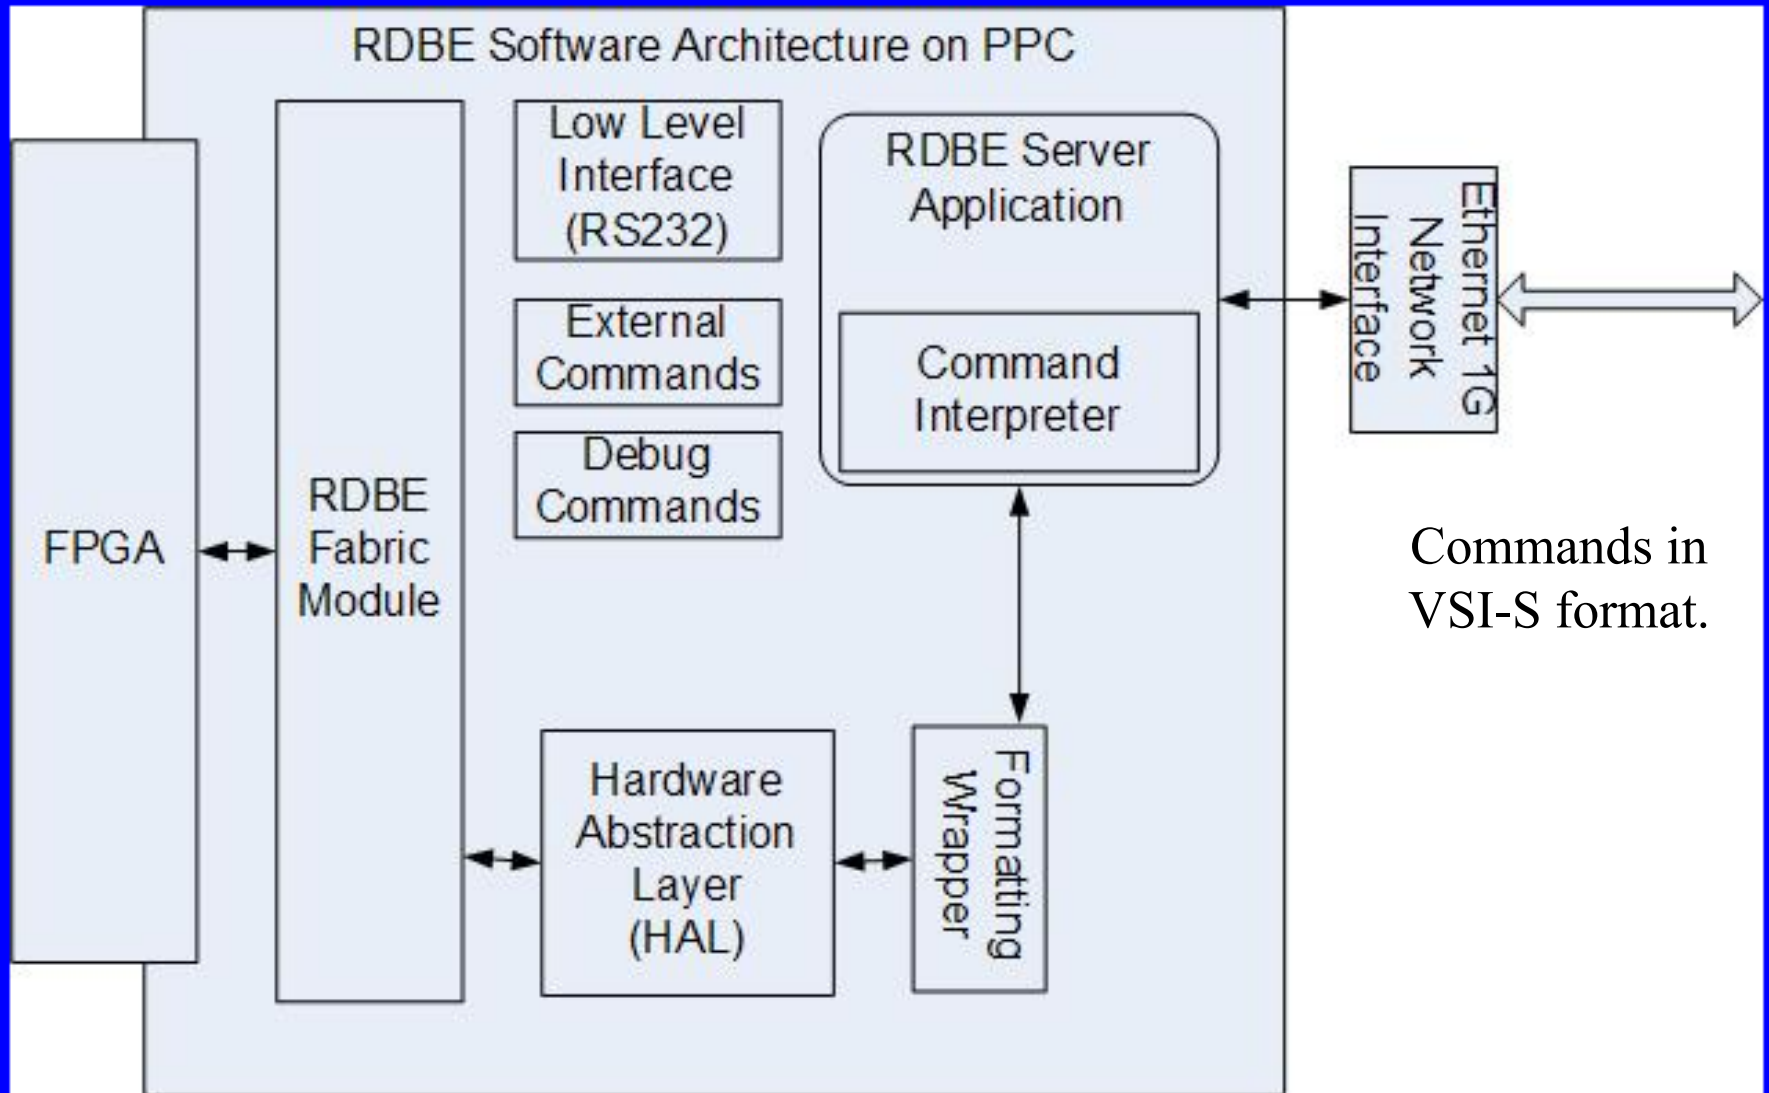 RDBE Software Architecture on PPC
FPGA
RDBE
Fabric
Module
Low Level
Interface
(RS232)
External
Commands
Debug
Commands
RDBE Server
Application
Command
Interpreter
Ethernet 1G
Network
Interface
Commands in
VSI-S format.
Hardware
Abstraction
Layer
(HAL)
Formatting
Wrapper